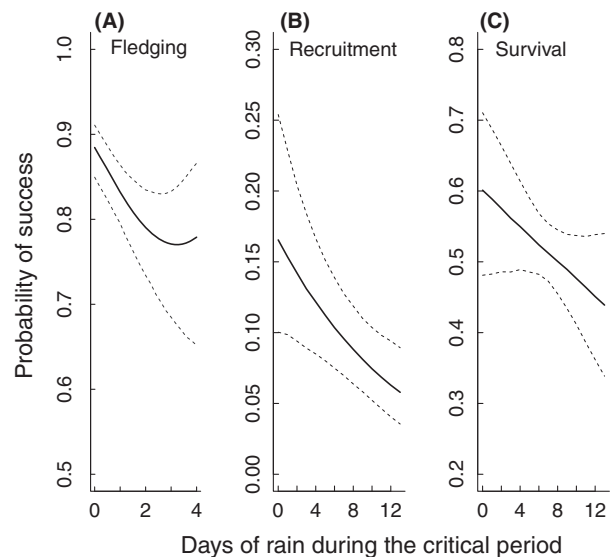 (A)
(B)
(C)
Fledging
Recruitment
Survival
Probability of success
1.0
0.9
0.8
0.7
0.6
0.5
0.30
0.25
0.20
0.15
0.10
0.05
0.00
0.8
0.7
0.6
0.5
0.4
0.3
0.2
0 2 4
0 4 8 12
0 4 8 12
Days of rain during the critical period